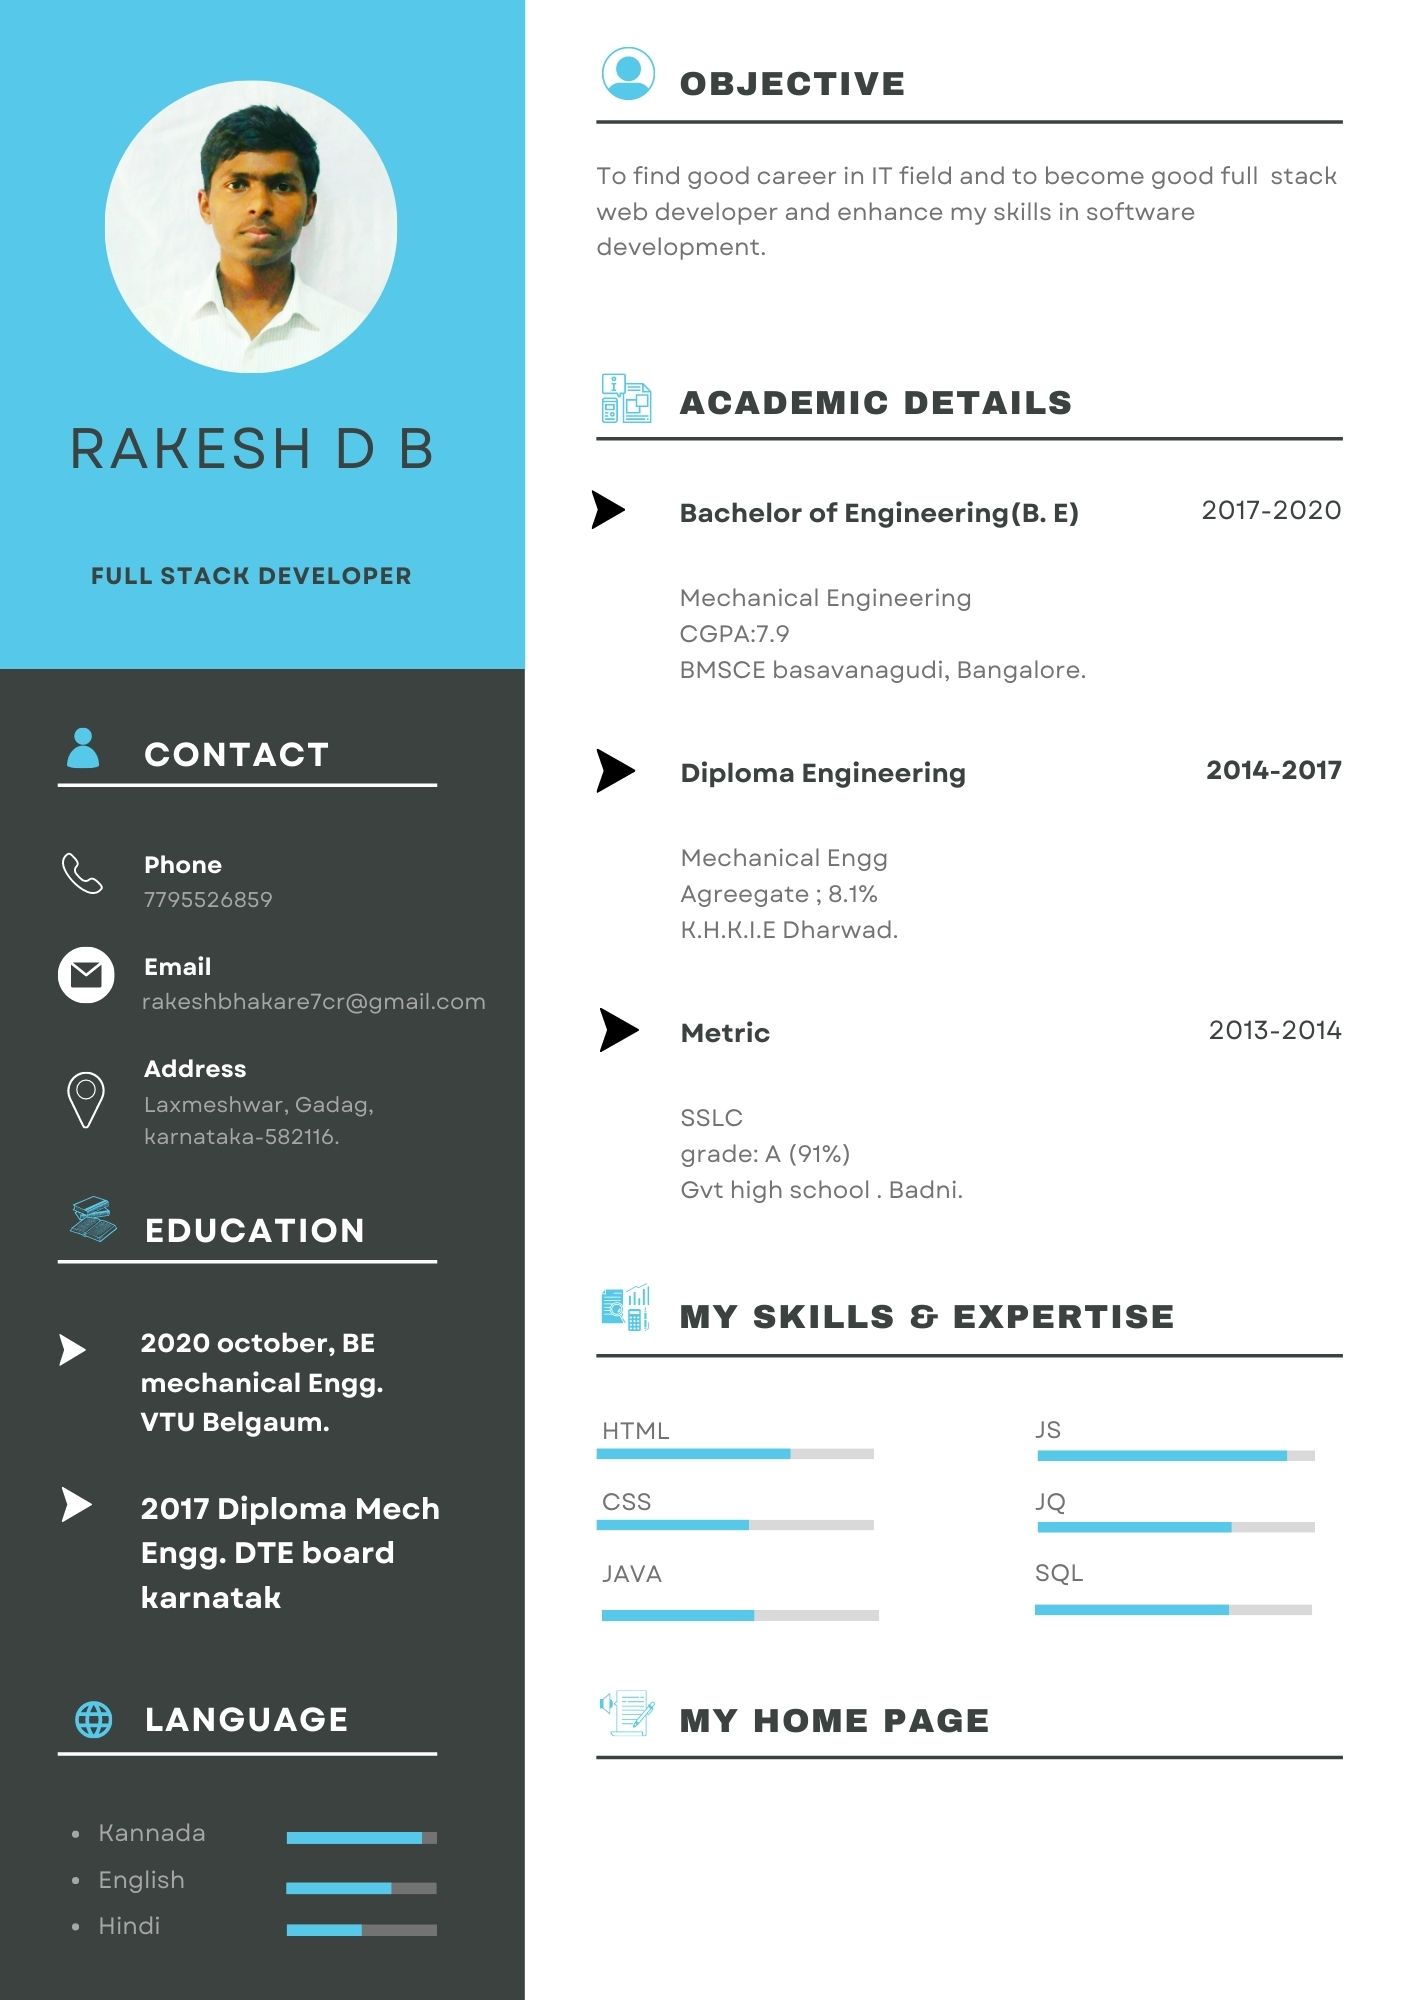 RAKESH D B
FULL STACK DEVELOPER
CONTACT
Phone
7795526859
Email
rakeshbhakare7cr@gmail.com
Address
Laxmeshwar, Gadag,
karnataka-582116.
EDUCATION
2020 october, BE
mechanical Engg.
VTU Belgaum.
2017 Diploma Mech
Engg. DTE board
karnatak
LANGUAGE
• Kannada
• English
• Hindi
OBJECTIVE
To find good career in IT field and to become good full stack
web developer and enhance my skills in software
development.
ACADEMIC DETAILS
Bachelor of Engineering(B. E) 2017-2020
Mechanical Engineering
CGPA:7.9
BMSCE basavanagudi, Bangalore.
Diploma Engineering 2014-2017
Mechanical Engg
Agreegate ; 8.1%
K.H.K.I.E Dharwad.
Metric 2013-2014
SSLC
grade: A (91%)
Gvt high school . Badni.
MY SKILLS & EXPERTISE
HTML JS
CSS JQ
JAVA SQL
MY HOME PAGE